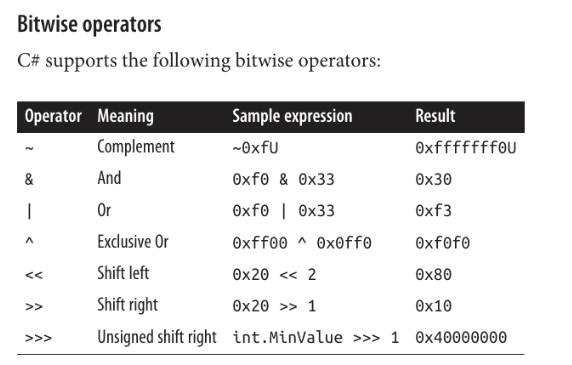 Bitwise operators
C# supports the following bitwise operators:
Operator Meaning Sample expression Result
~ Complement ~0xfU 0xfffffff0U
& And 0xf0 & 0x33 0x30
| Or 0xf0 | 0x33 0xf3
^ Exclusive Or 0xff00 ^ 0x0ff0 0xf0f0
<< Shift left 0x20 << 2 0x80
>> Shift right 0x20 >> 1 0x10
>>> Unsigned shift right int.MinValue >>> 1 0x40000000